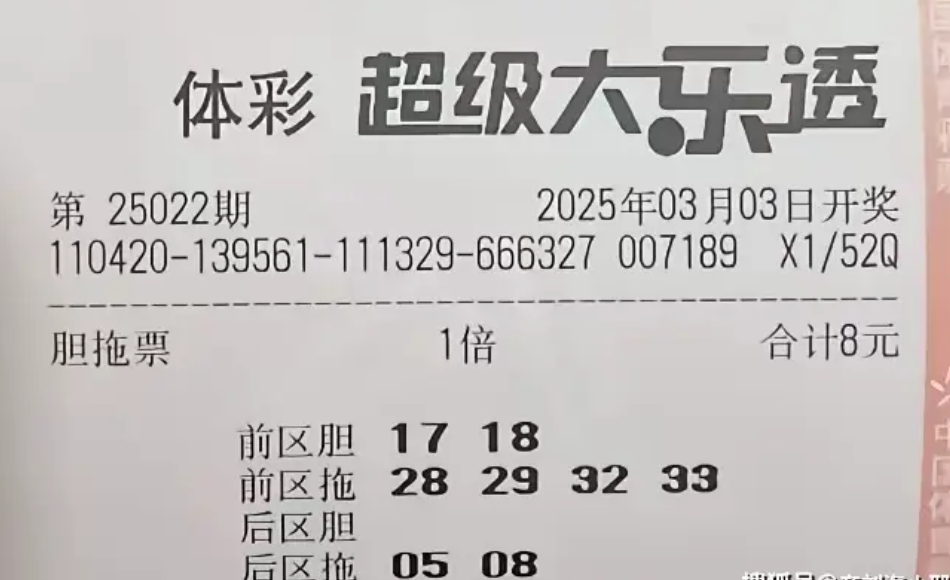 体彩 超级大乐透
第 25022期 2025年03月03日开奖
110420-139561-111329-666327 007189 X1/52Q
胆拖票 1倍 合计8元
前区胆 17 18
前区拖 28 29 32 33
后区胆
后区拖 05 08